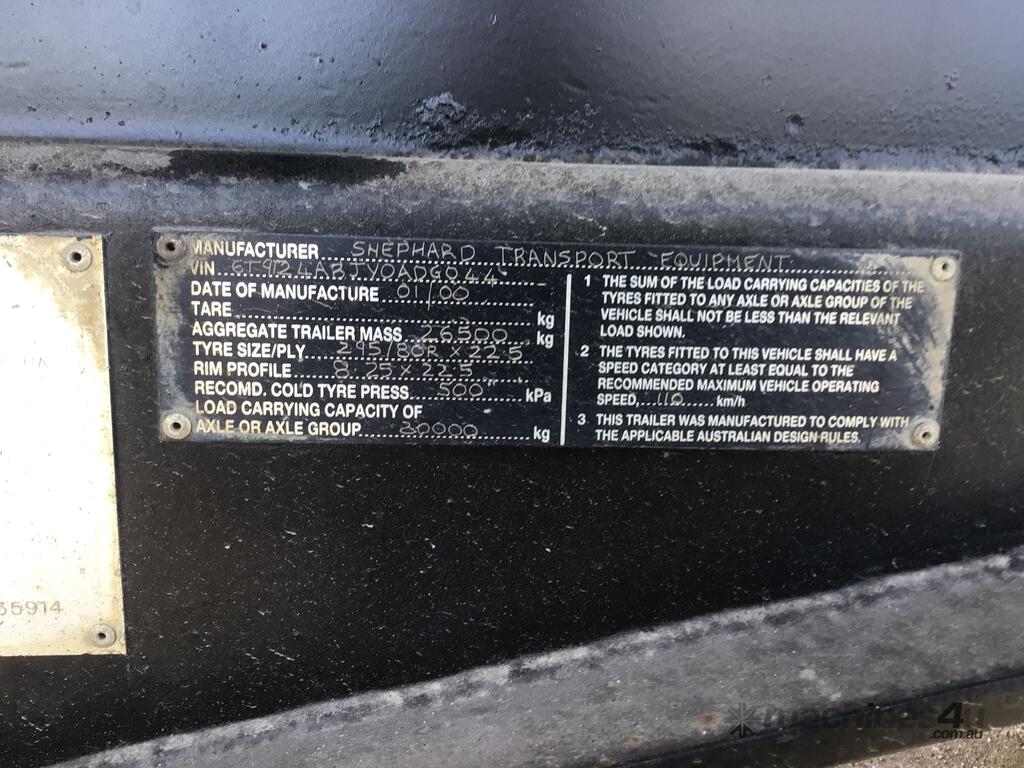 MANUFACTURER SHEPHARD TRANSPORT EQUIPMENT
VIN 6T9T24ABJY0ADG044
DATE OF MANUFACTURE 01/00
TARE kg
AGGREGATE TRAILER MASS 26500 kg
TYRE SIZE/PLY 295/80R X 22.5
RIM PROFILE 8.25 X 22.5
RECOMD. COLD TYRE PRESS. 500 kPa
LOAD CARRYING CAPACITY OF
AXLE OR AXLE GROUP 20000 kg
1 THE SUM OF THE LOAD CARRYING CAPACITIES OF THE
TYRES FITTED TO ANY AXLE OR AXLE GROUP OF THE
VEHICLE SHALL NOT BE LESS THAN THE RELEVANT
LOAD SHOWN.
2 THE TYRES FITTED TO THIS VEHICLE SHALL HAVE A
SPEED CATEGORY AT LEAST EQUAL TO THE
RECOMMENDED MAXIMUM VEHICLE OPERATING
SPEED 110 km/h
3 THIS TRAILER WAS MANUFACTURED TO COMPLY WITH
THE APPLICABLE AUSTRALIAN DESIGN RULES.
35914
machines4u
.com.au